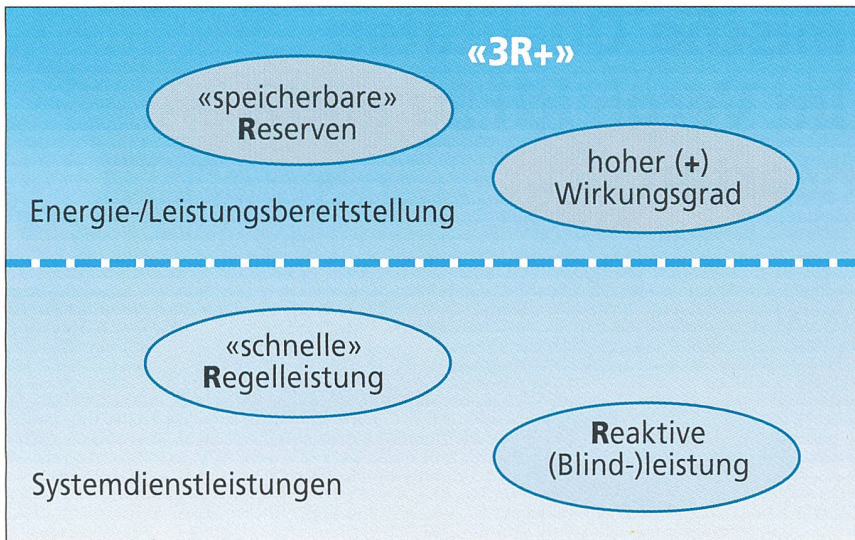 «3R+»
«speicherbare»
Reserven
hoher (+)
Wirkungsgrad
Energie-/Leistungsbereitstellung
«schnelle»
Regelleistung
Reaktive
(Blind-)leistung
Systemdienstleistungen